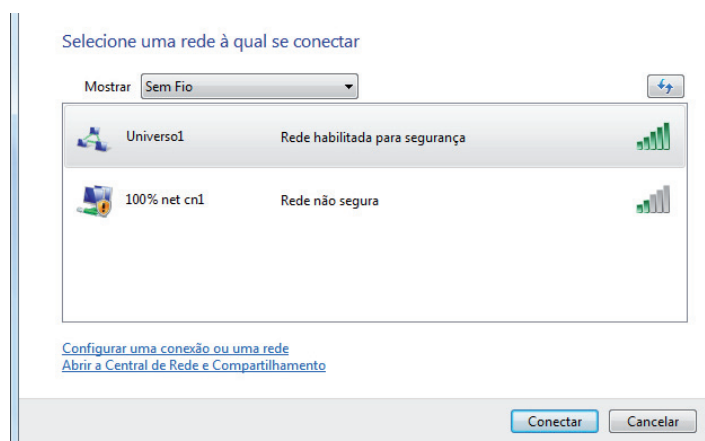 Selecione uma rede à qual se conectar
Mostrar Sem Fio
Universo1 Rede habilitada para segurança
100% net cn1 Rede não segura
Configurar uma conexão ou uma rede
Abrir a Central de Rede e Compartilhamento
Conectar Cancelar